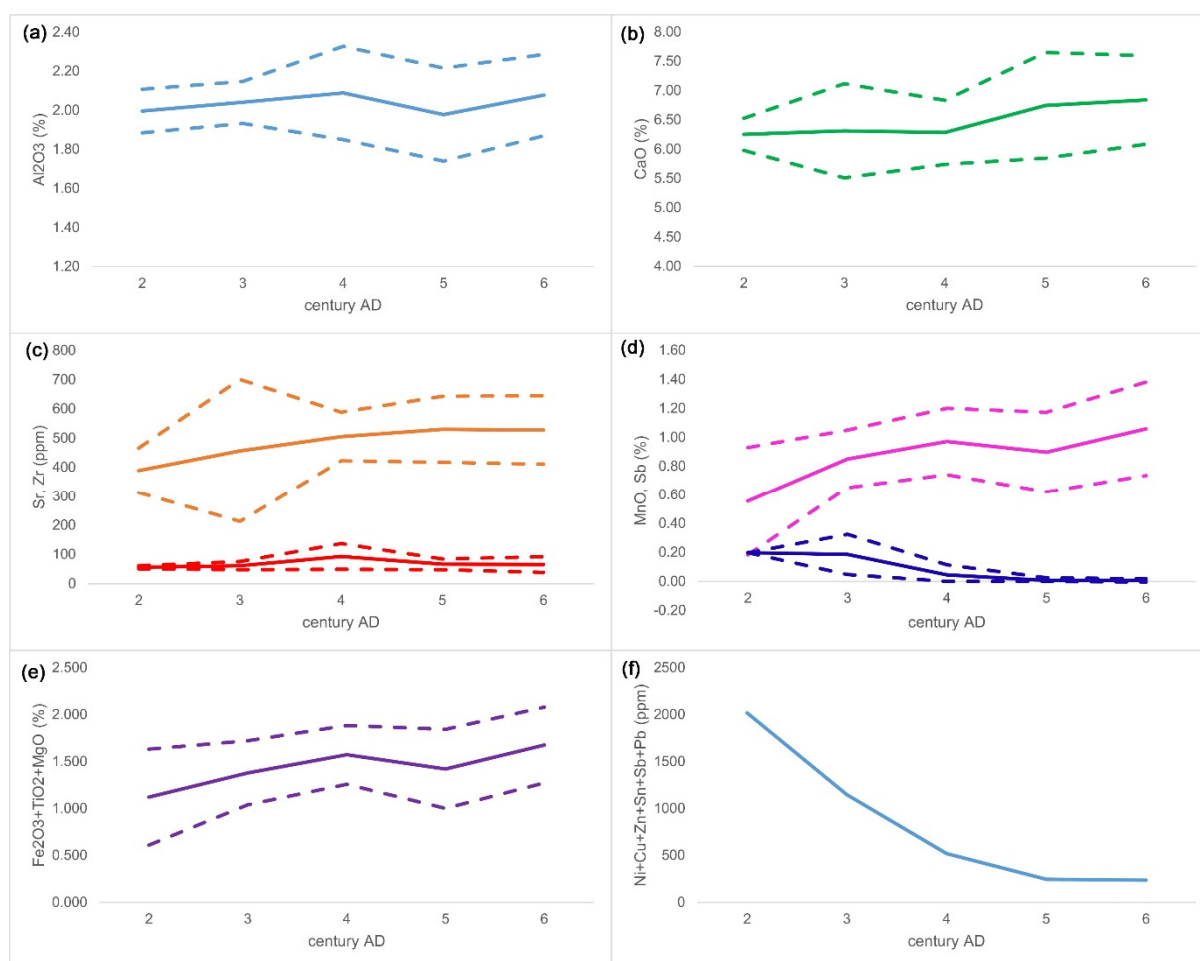 (a)
Al2O3 (%)
2.40
2.20
2.00
1.80
1.60
1.40
1.20
2 3 4 5 6
century AD
(b)
CaO (%)
8.00
7.50
7.00
6.50
6.00
5.50
5.00
4.50
4.00
2 3 4 5 6
century AD
(c)
Sr, Zr (ppm)
800
700
600
500
400
300
200
100
0
2 3 4 5 6
century AD
(d)
MnO, Sb (%)
1.60
1.40
1.20
1.00
0.80
0.60
0.40
0.20
0.00
-0.20
2 3 4 5 6
century AD
(e)
Fe2O3+TiO2+MgO (%)
2.500
2.000
1.500
1.000
0.500
0.000
2 3 4 5 6
century AD
(f)
Ni+Cu+Zn+Sn+Sb+Pb (ppm)
2500
2000
1500
1000
500
0
2 3 4 5 6
century AD